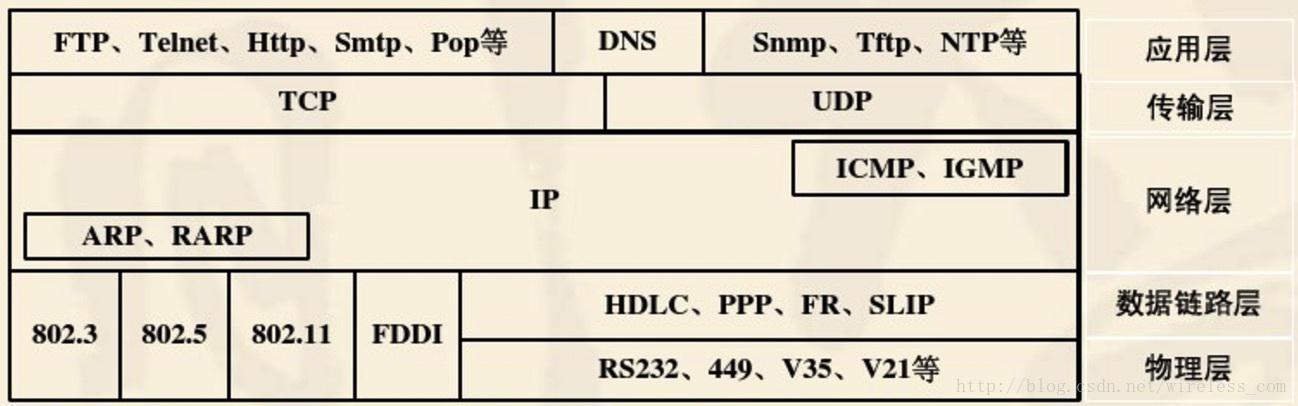 FTP、Telnet、Http、Smtp、Pop等 DNS Snmp、Tftp、NTP等 应用层
TCP UDP 传输层
ICMP、IGMP
IP 网络层
ARP、RARP
802.3 802.5 802.11 FDDI
HDLC、PPP、FR、SLIP 数据链路层
RS232、449、V35、V21等 物理层
http://blog.csdn.net/wireless_com